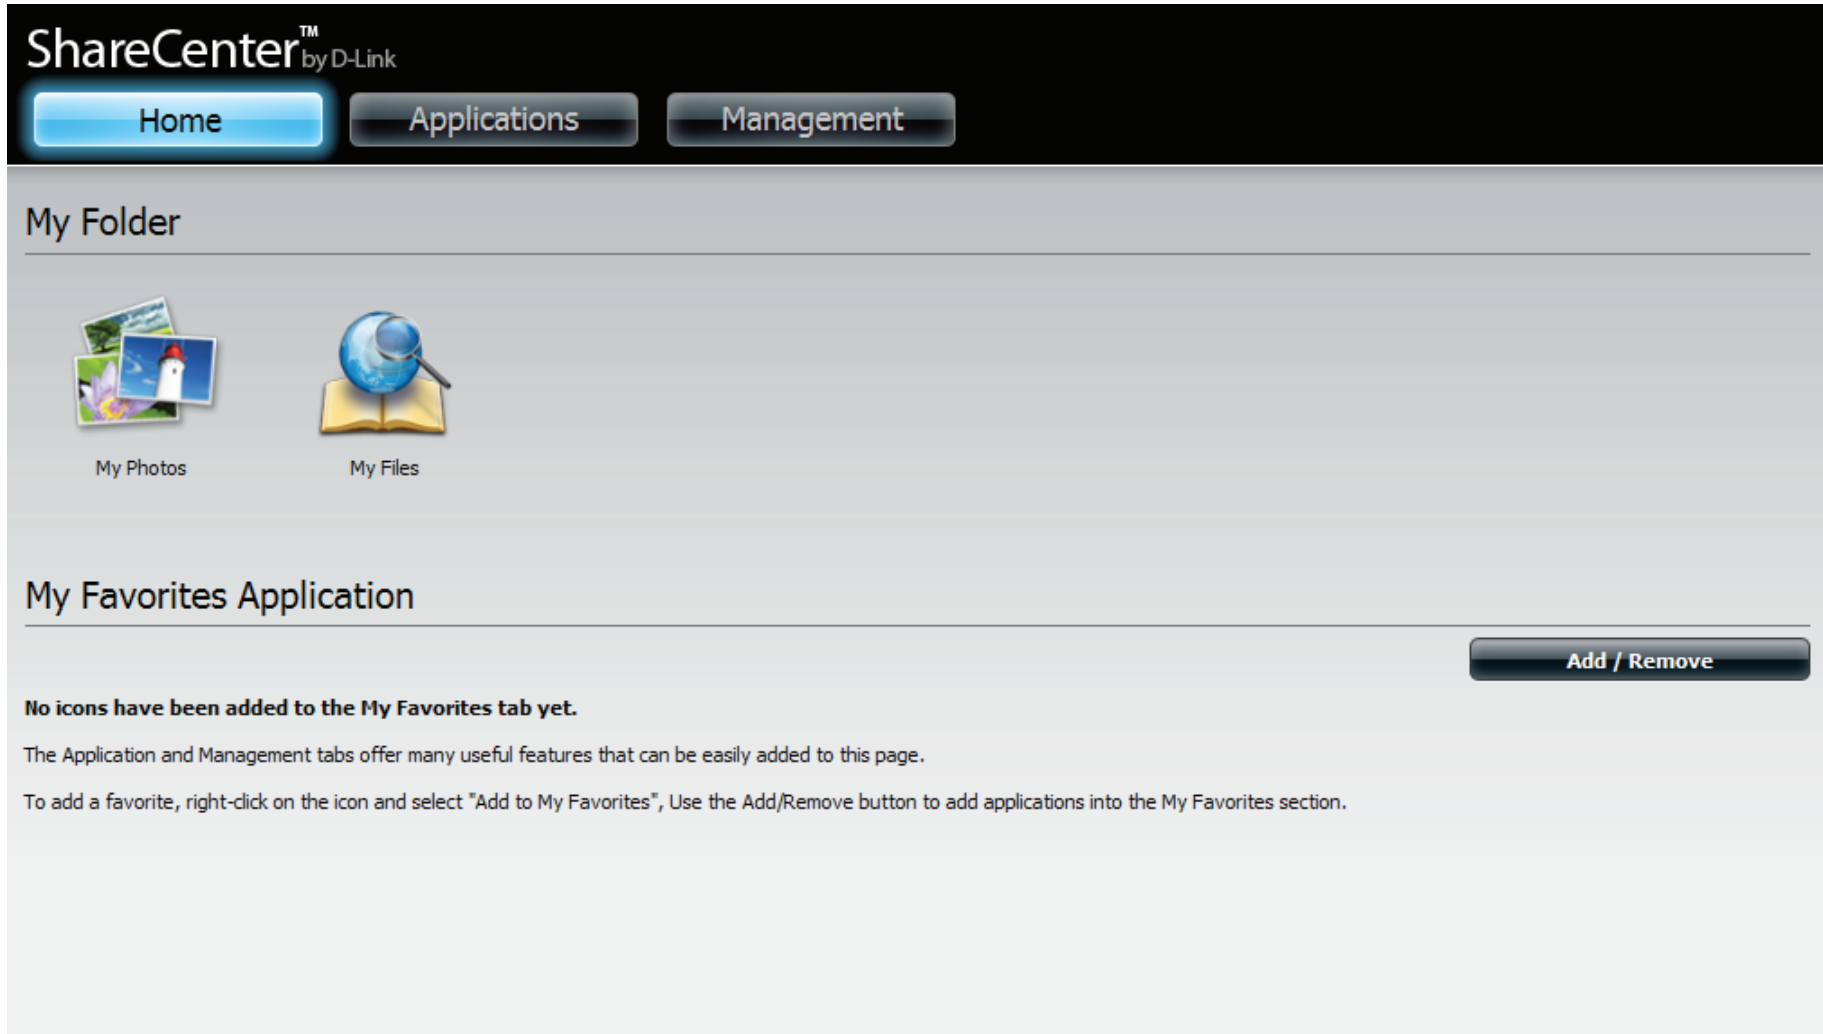 ShareCenter™ by D-Link
Home Applications Management
My Folder
My Photos My Files
My Favorites Application
Add / Remove
No icons have been added to the My Favorites tab yet.
The Application and Management tabs offer many useful features that can be easily added to this page.
To add a favorite, right-click on the icon and select "Add to My Favorites", Use the Add/Remove button to add applications into the My Favorites section.